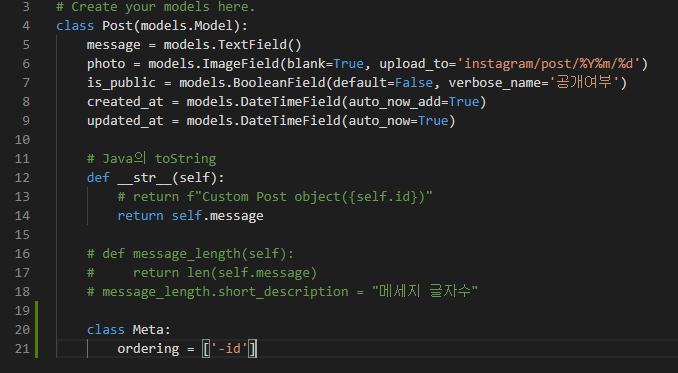 3 # Create your models here.
4 class Post(models.Model):
5 message = models.TextField()
6 photo = models.ImageField(blank=True, upload_to='instagram/post/%Y%m/%d')
7 is_public = models.BooleanField(default=False, verbose_name='공개여부')
8 created_at = models.DateTimeField(auto_now_add=True)
9 updated_at = models.DateTimeField(auto_now=True)
10
11 # Java의 toString
12 def __str__(self):
13 # return f"Custom Post object({self.id})"
14 return self.message
15
16 # def message_length(self):
17 #     return len(self.message)
18 # message_length.short_description = "메세지 글자수"
19
20 class Meta:
21 ordering = ['-id']